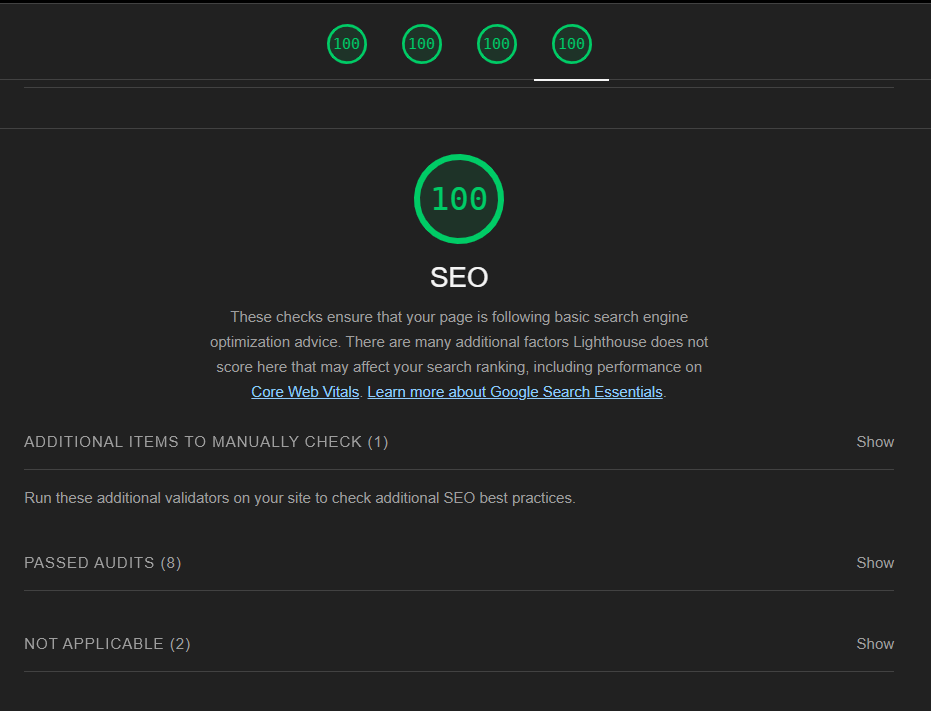 100 100 100 100
100
SEO
These checks ensure that your page is following basic search engine
optimization advice. There are many additional factors Lighthouse does not
score here that may affect your search ranking, including performance on
Core Web Vitals. Learn more about Google Search Essentials.
ADDITIONAL ITEMS TO MANUALLY CHECK (1) Show
Run these additional validators on your site to check additional SEO best practices.
PASSED AUDITS (8) Show
NOT APPLICABLE (2) Show